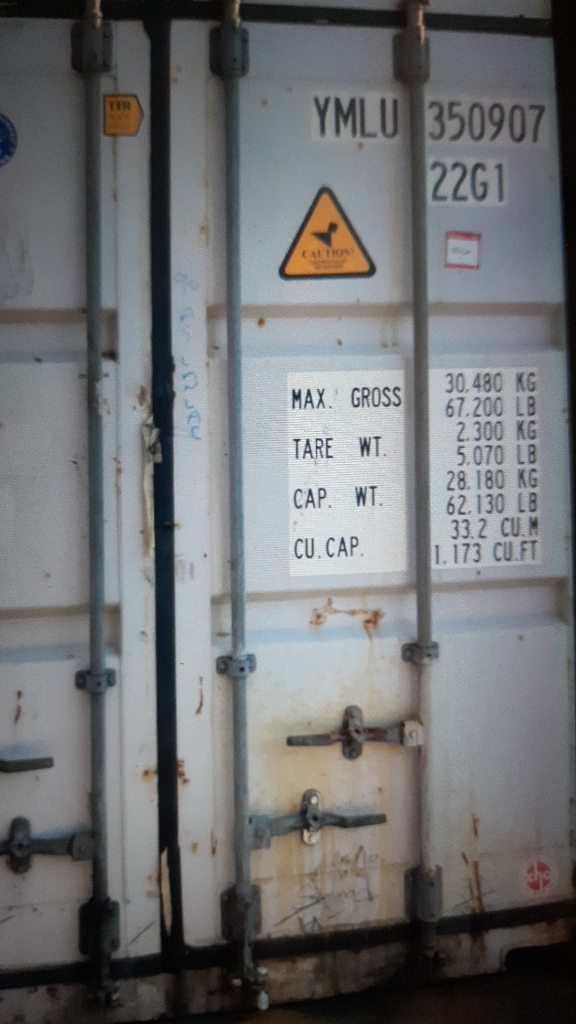 YMLU 350907
22G1
CAUTION!
MAX. GROSS 30.480 KG
67.200 LB
TARE WT. 2.300 KG
5.070 LB
CAP. WT. 28.180 KG
62.130 LB
CU.CAP. 33.2 CU.M
1.173 CU.FT